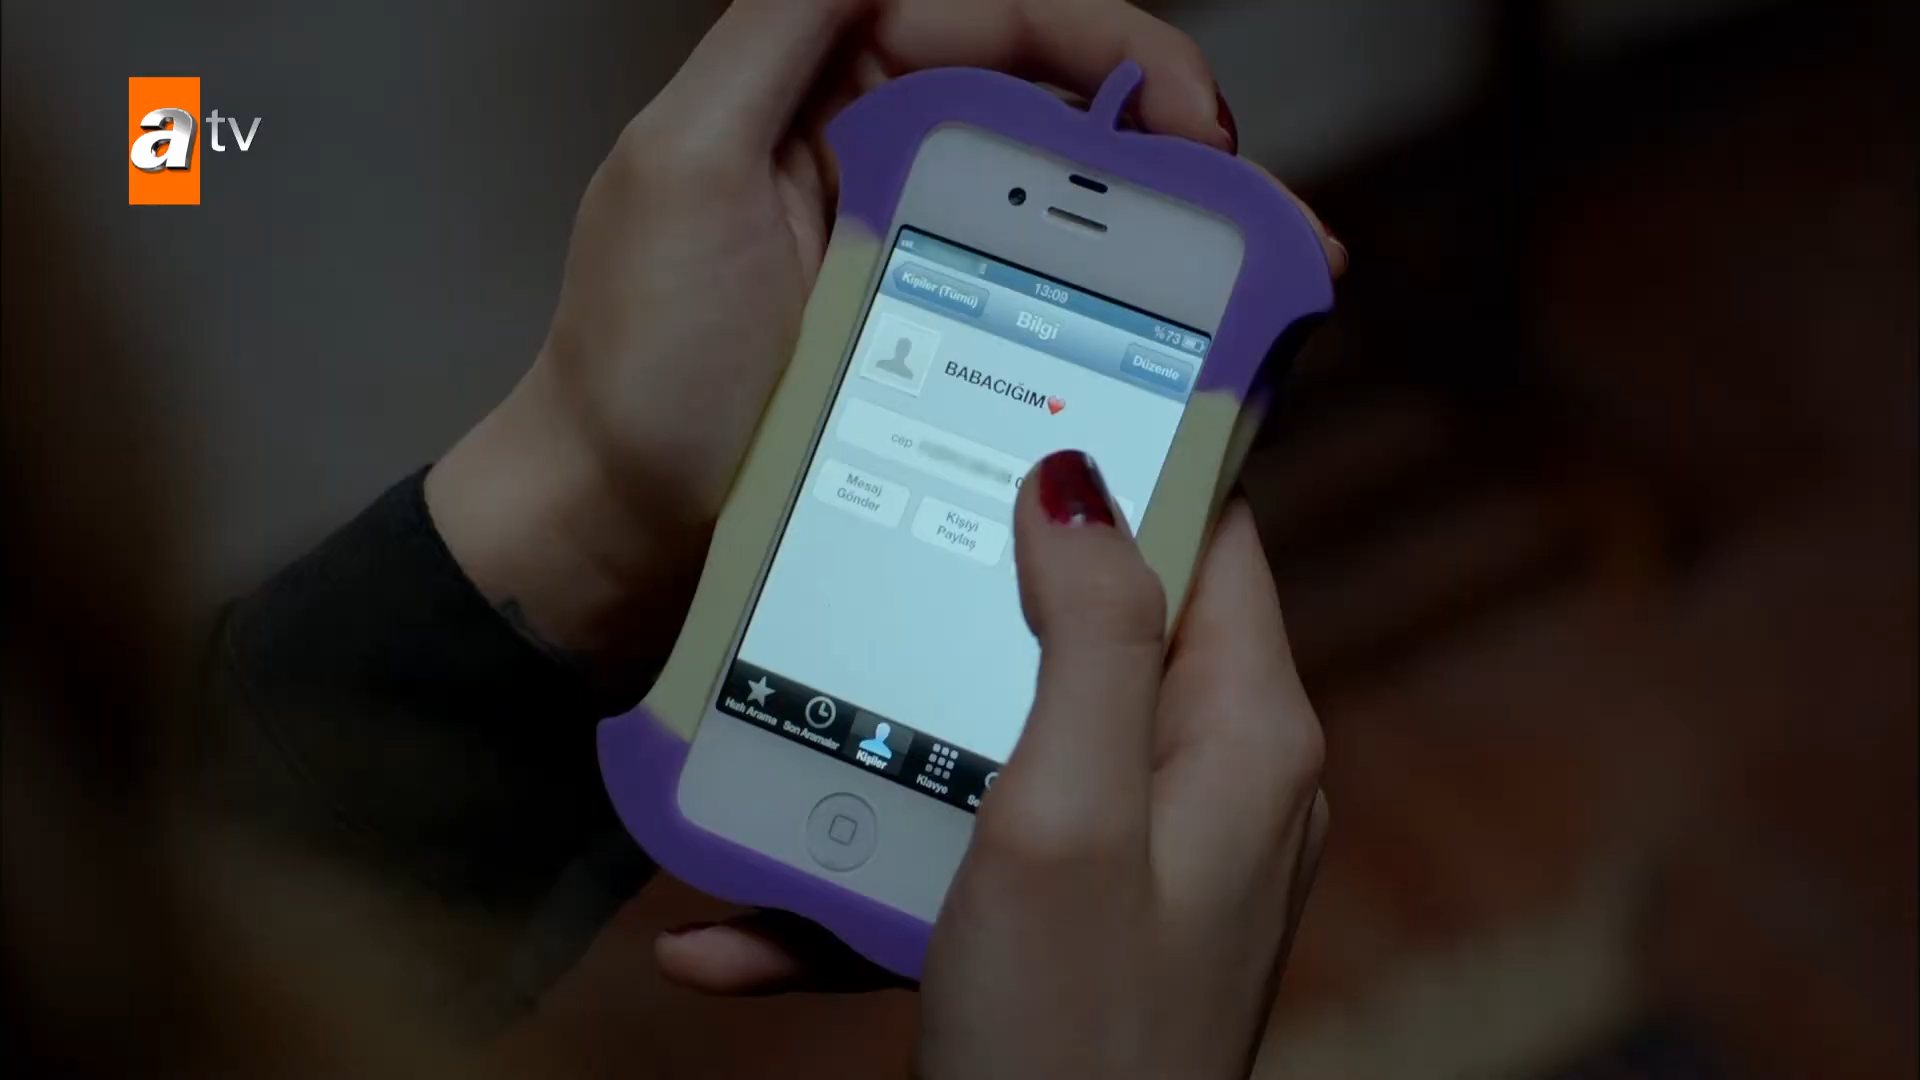 atv
13:09
%73
Kişiler (Tümü)
Bilgi
Düzenle
BABACIĞIM❤️
cep
Mesaj
Gönder
Kişiyi
Paylaş
Hızlı Arama
Son Aramalar
Kişiler
Klavye